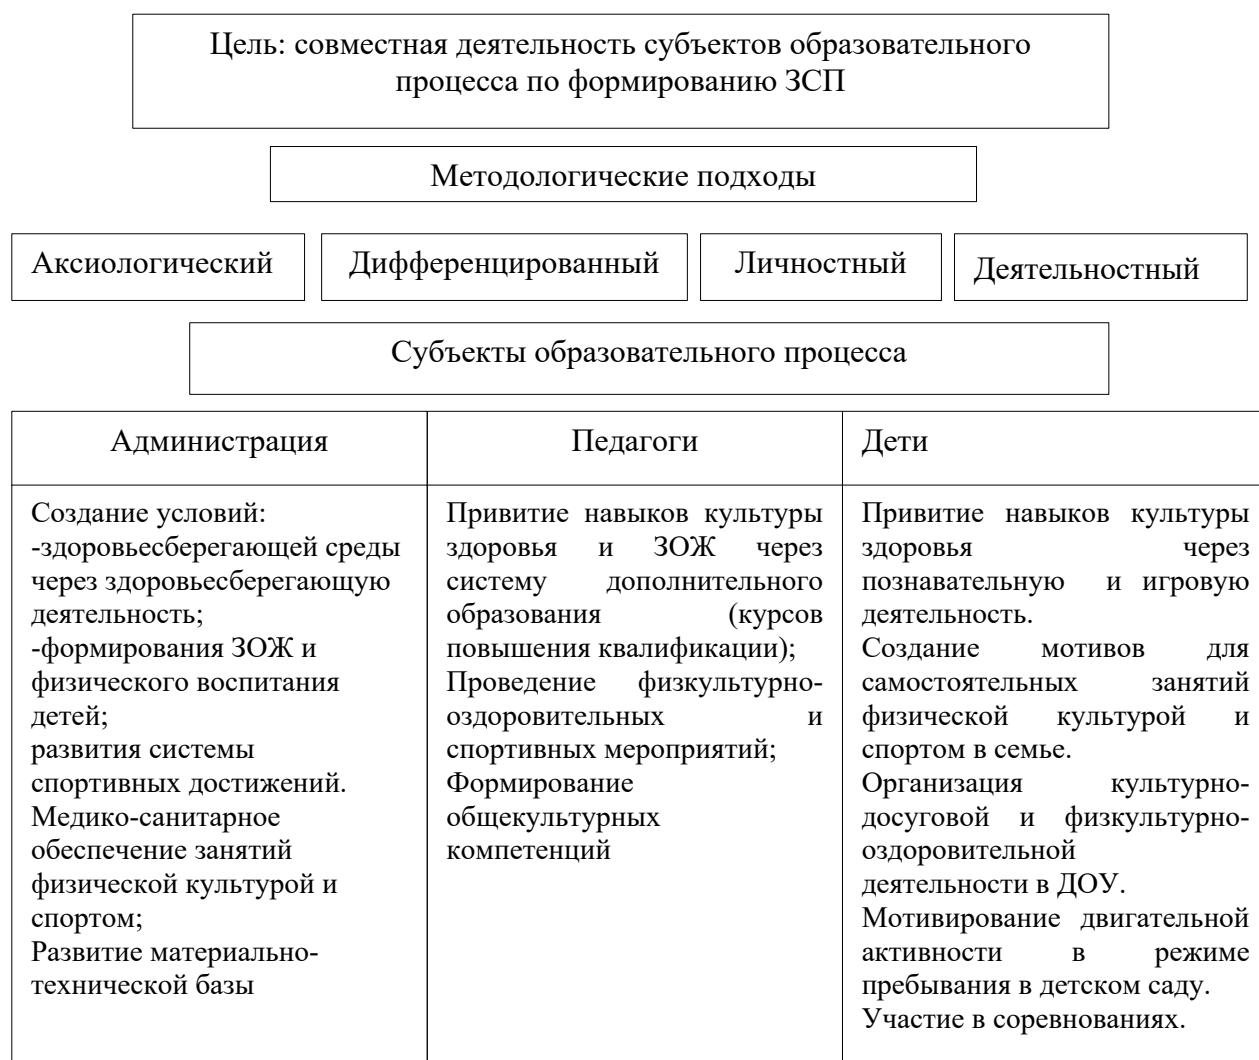 Цель: совместная деятельность субъектов образовательного
процесса по формированию ЗСП
Методологические подходы
Аксиологический
Дифференцированный
Личностный
Деятельностный
Субъекты образовательного процесса
Администрация
Педагоги
Дети
Создание условий:
-здоровьесберегающей среды
через здоровьесберегающую
деятельность;
-формирования ЗОЖ и
физического воспитания
детей;
развития системы
спортивных достижений.
Медико-санитарное
обеспечение занятий
физической культурой и
спортом;
Развитие материально-
технической базы
Привитие навыков культуры
здоровья и ЗОЖ через
систему дополнительного
образования (курсов
повышения квалификации);
Проведение физкультурно-
оздоровительных и
спортивных мероприятий;
Формирование
общекультурных
компетенций
Привитие навыков культуры
здоровья через
познавательную и игровую
деятельность.
Создание мотивов для
самостоятельных занятий
физической культурой и
спортом в семье.
Организация культурно-
досуговой и физкультурно-
оздоровительной
деятельности в ДОУ.
Мотивирование двигательной
активности в режиме
пребывания в детском саду.
Участие в соревнованиях.